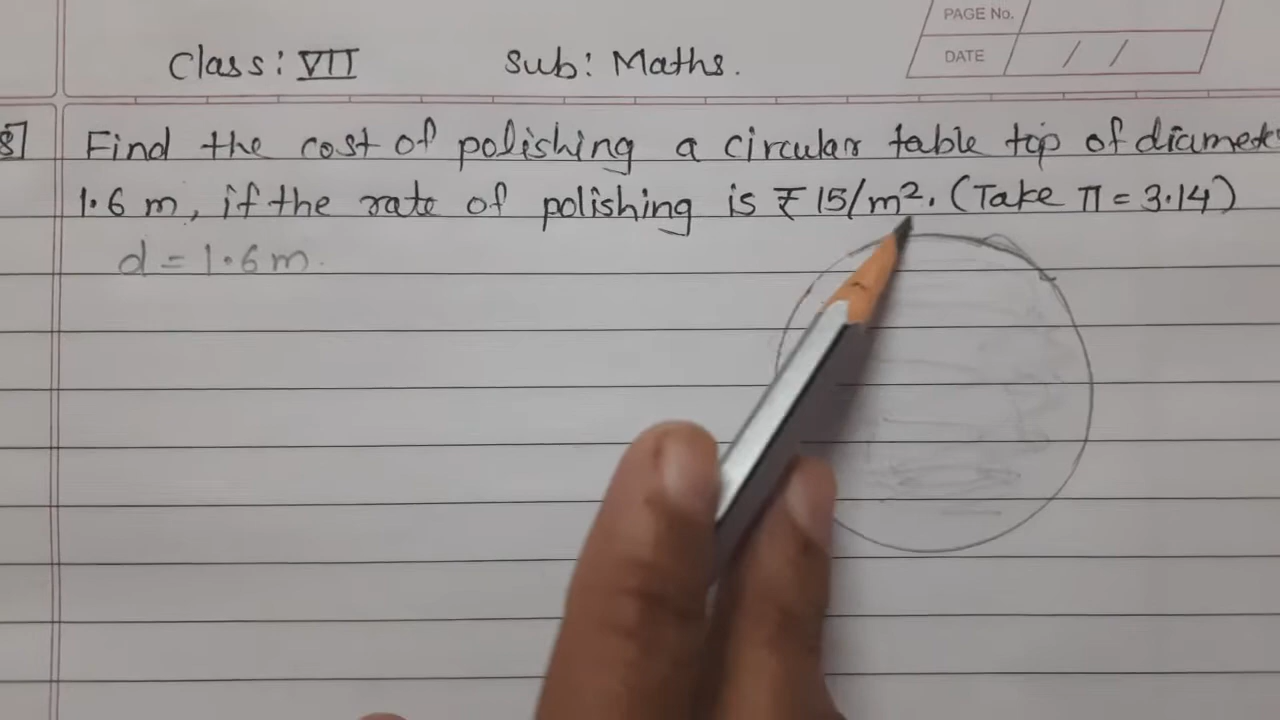 PAGE No.
DATE / /
Class: VII Sub: Maths.
8] Find the cost of polishing a circular table top of diamet
1.6 m, if the rate of polishing is ₹ 15/m². (Take π = 3.14)
d = 1.6 m.